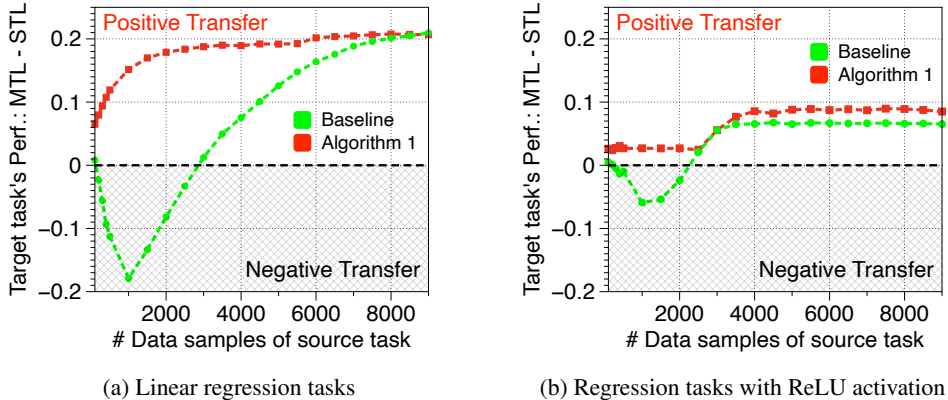 Positive Transfer
Target task's Perf.: MTL - STL
0.2
0.1
0
−0.1
−0.2
Baseline
Algorithm 1
Negative Transfer
2000 4000 6000 8000
# Data samples of source task
(a) Linear regression tasks
Positive Transfer
Target task's Perf.: MTL - STL
0.2
0.1
0
−0.1
−0.2
Baseline
Algorithm 1
Negative Transfer
0 2000 4000 6000 8000
# Data samples of source task
(b) Regression tasks with ReLU activation